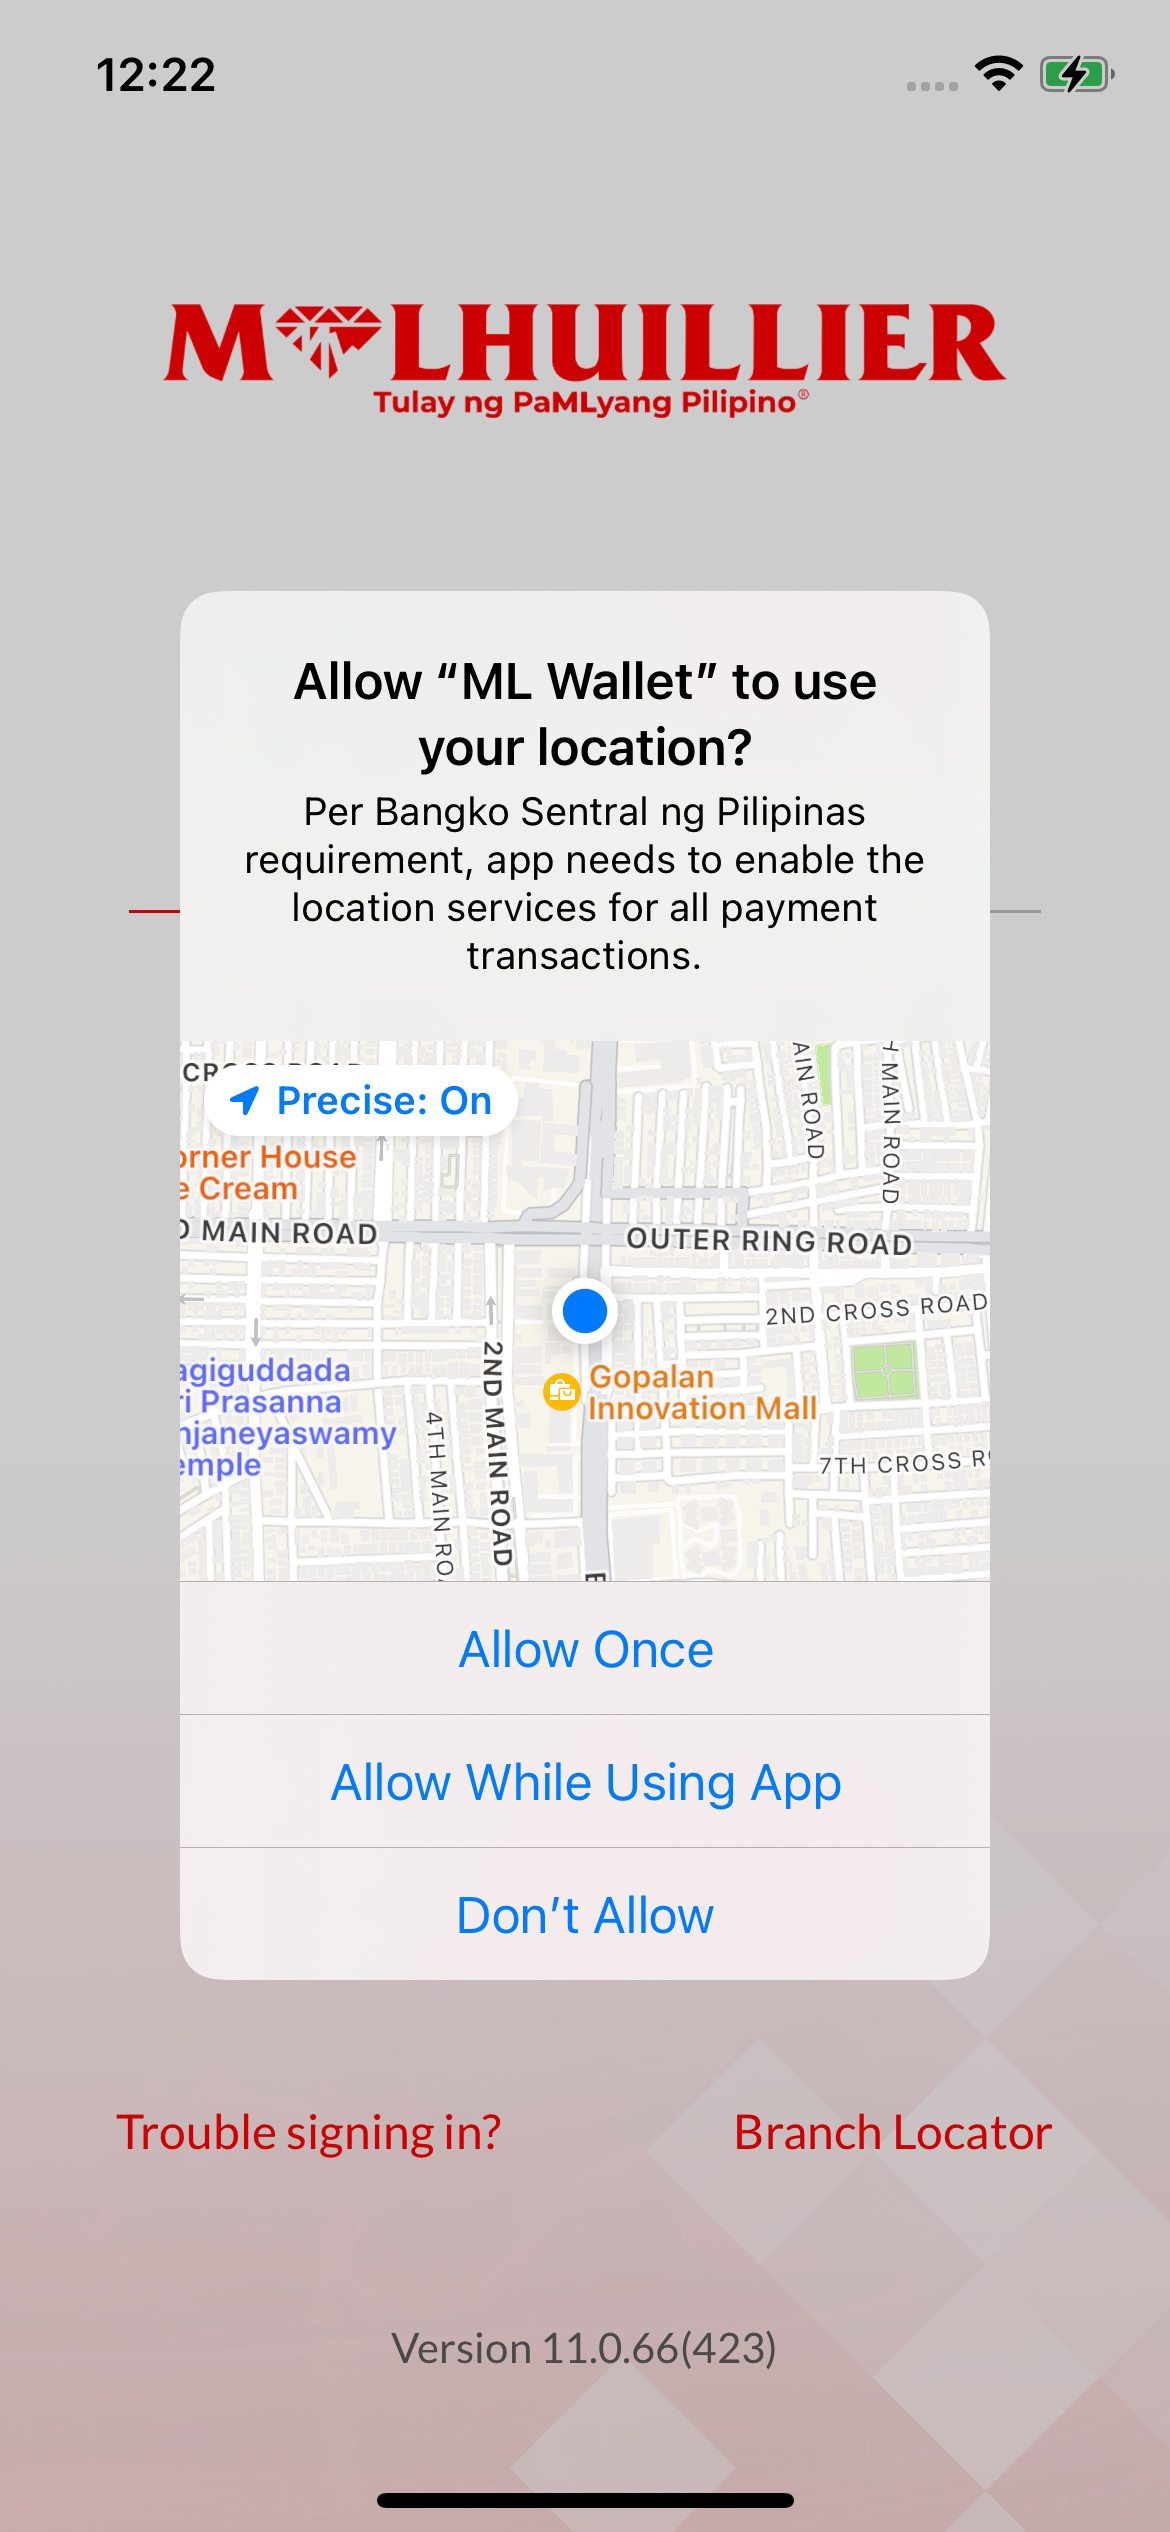 12:22
M LHUILLIER
Tulay ng PaMLyang Pilipino®
Allow “ML Wallet” to use
your location?
Per Bangko Sentral ng Pilipinas
requirement, app needs to enable the
location services for all payment
transactions.
CROSS ROAD
Precise: On
AIN ROAD
MAIN ROAD
orner House
e Cream
D MAIN ROAD
OUTER RING ROAD
2ND CROSS ROAD
2ND MAIN ROAD
agiguddada
ri Prasanna
njaneyaswamy
emple
Gopalan
Innovation Mall
4TH MAIN ROA
7TH CROSS R
Allow Once
Allow While Using App
Don’t Allow
Trouble signing in?
Branch Locator
Version 11.0.66(423)